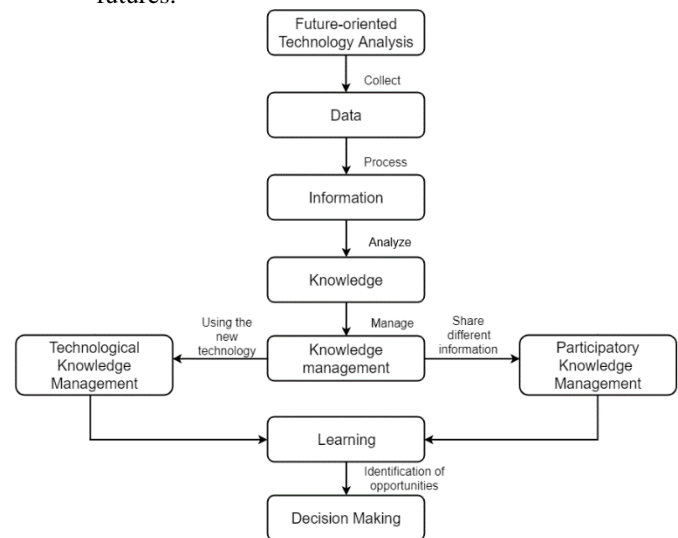 futures.
Future-oriented
Technology Analysis
Collect
Data
Process
Information
Analyze
Knowledge
Manage
Using the
new
technology
Share
different
information
Technological
Knowledge
Management
Knowledge
management
Participatory
Knowledge
Management
Learning
Identification of
opportunities
Decision Making